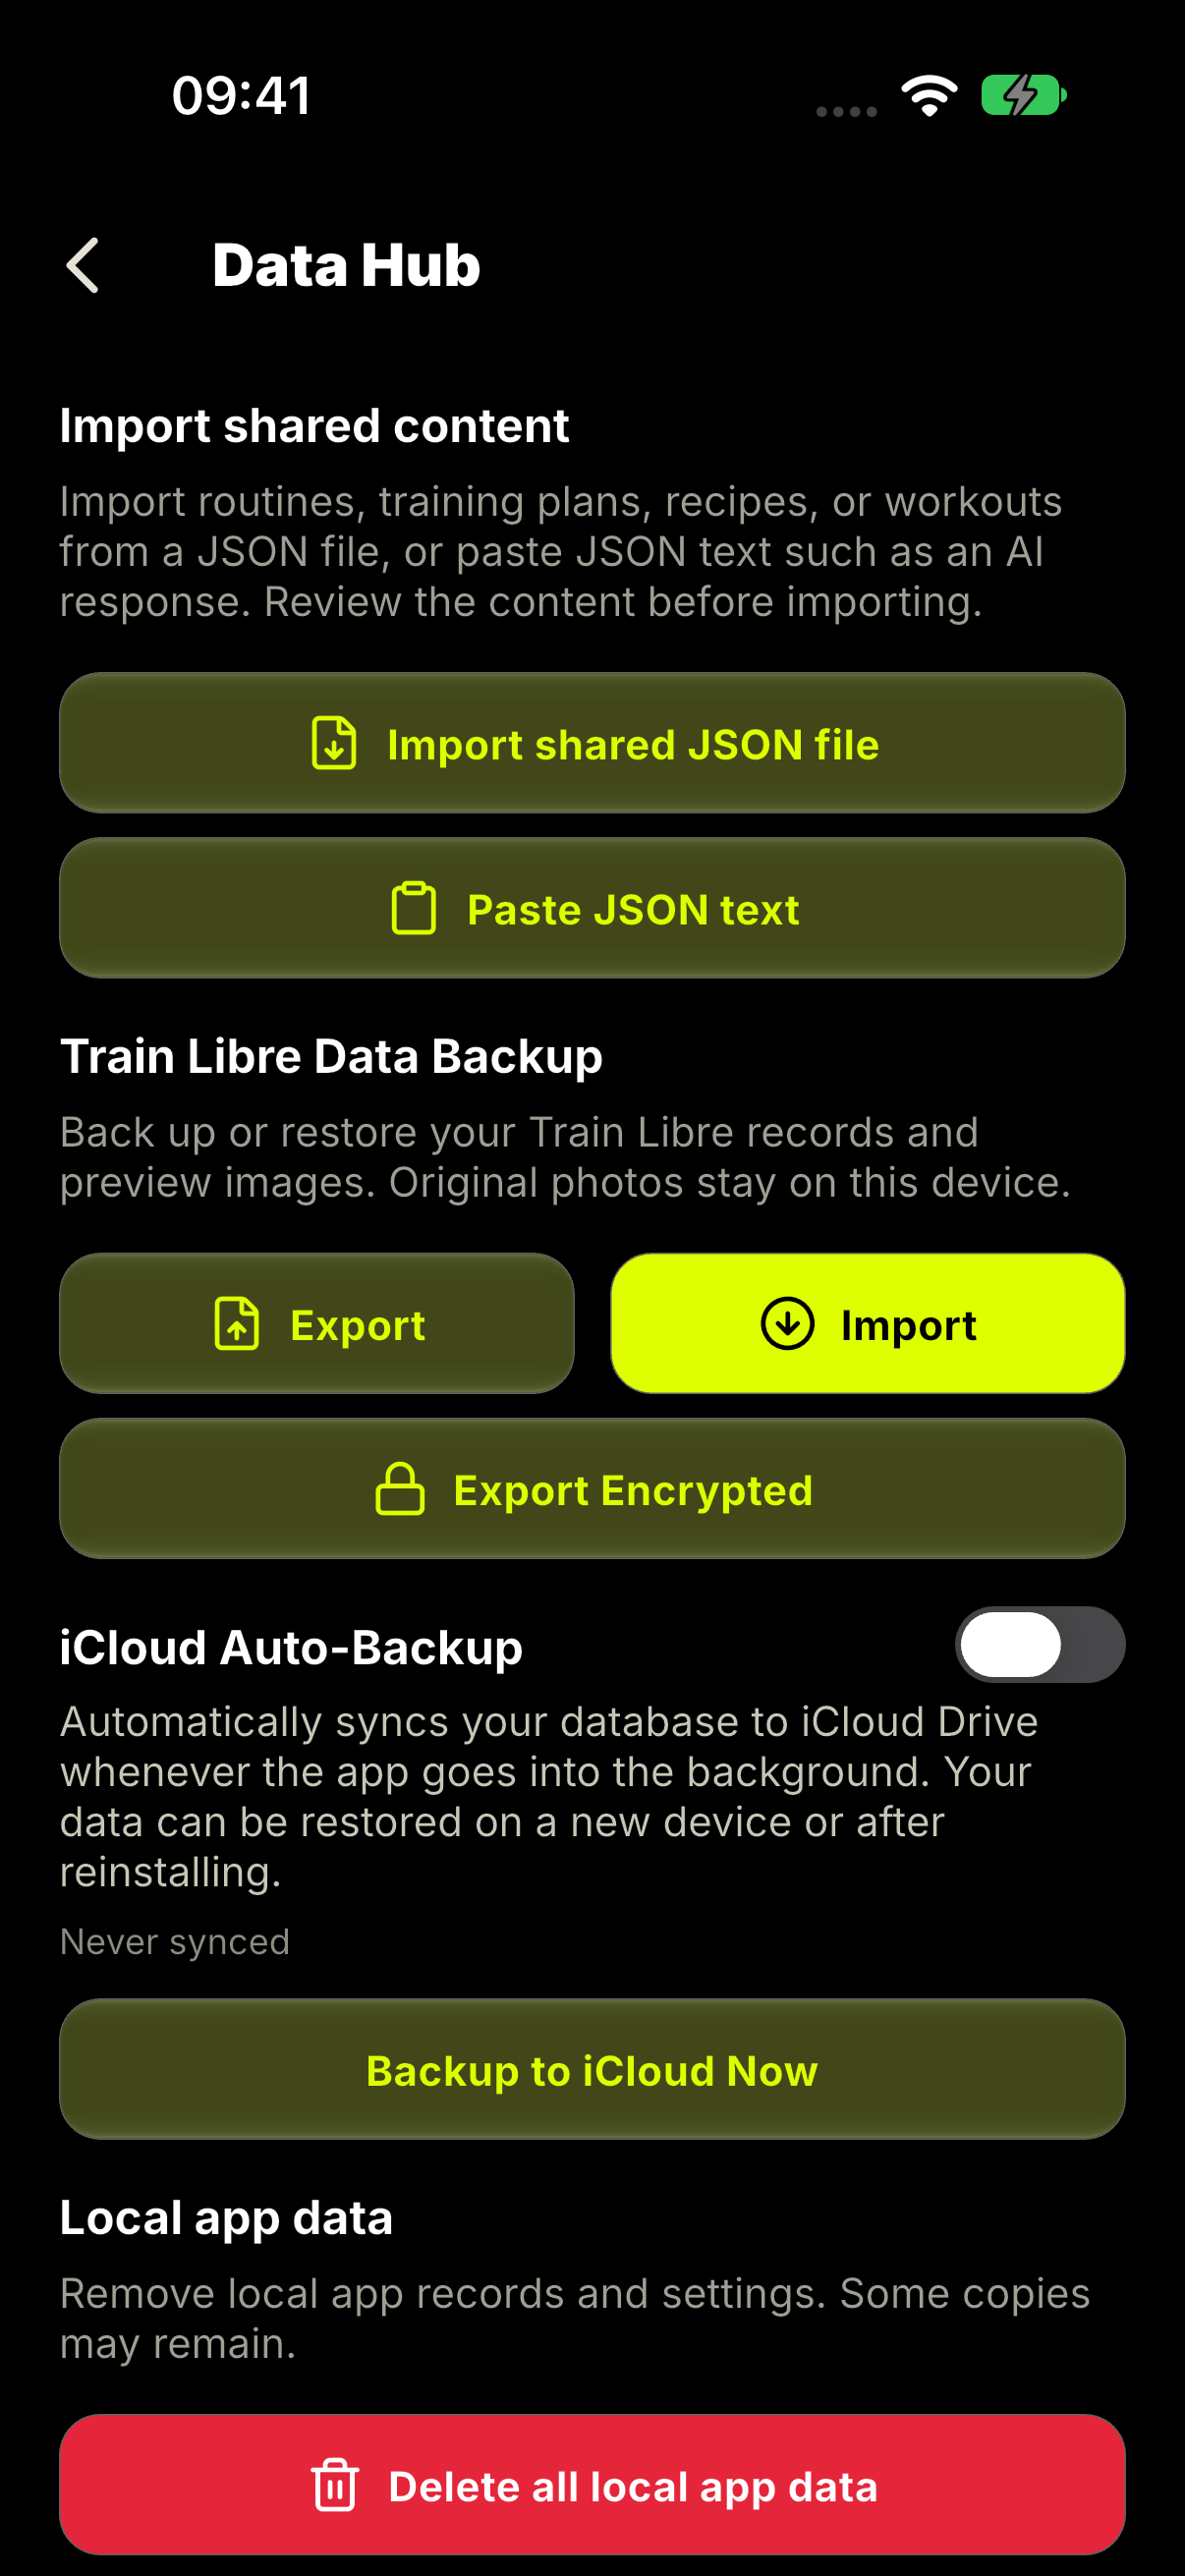 09:41
Data Hub
Import shared content
Import routines, training plans, recipes, or workouts
from a JSON file, or paste JSON text such as an AI
response. Review the content before importing.
Import shared JSON file
Paste JSON text
Train Libre Data Backup
Back up or restore your Train Libre records and
preview images. Original photos stay on this device.
Export
Import
Export Encrypted
iCloud Auto-Backup
Automatically syncs your database to iCloud Drive
whenever the app goes into the background. Your
data can be restored on a new device or after
reinstalling.
Never synced
Backup to iCloud Now
Local app data
Remove local app records and settings. Some copies
may remain.
Delete all local app data